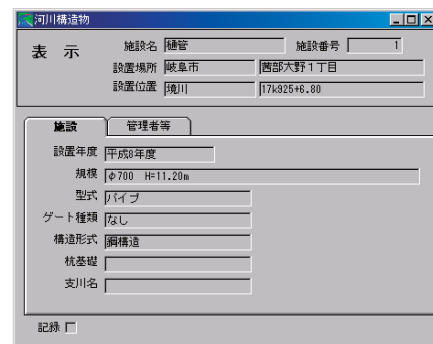 河川構造物
表 示 施設名 樋管 施設番号 1
設置場所 岐阜市 茜部大野1丁目
設置位置 境川 17k925+6.80
施設 管理者等
設置年度 平成8年度
規模 φ700 H=11.20m
型式 パイプ
ゲート種類 なし
構造形式 鋼構造
杭基礎
支川名
記録